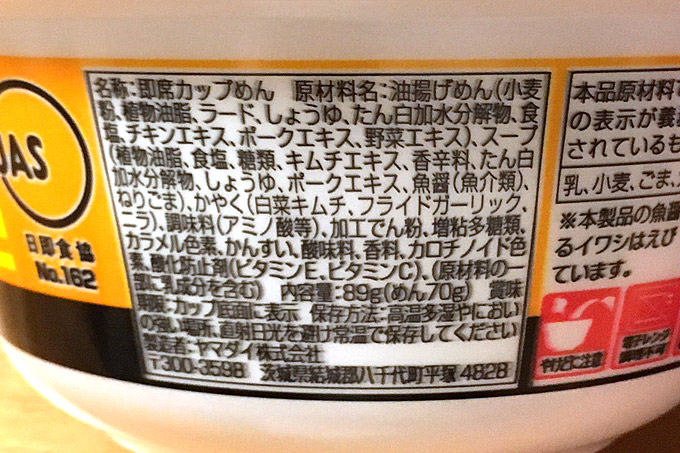 名称:即席カップめん 原材料名:油揚げめん(小麦
粉、植物油脂、ラード、しょうゆ、たん白加水分解物、食
塩、チキンエキス、ポークエキス、野菜エキス)、スープ
(植物油脂、食塩、糖類、キムチエキス、香辛料、たん白
加水分解物、しょうゆ、ポークエキス、魚醤(魚介類)、
ねりごま)、かやく(白菜キムチ、フライドガーリック、
ニラ)、調味料(アミノ酸等)、加工でん粉、増粘多糖類、
カラメル色素、かんすい、酸味料、香料、カロチノイド色
素、酸化防止剤(ビタミンE、ビタミンC)、(原材料の一
部に乳成分を含む) 内容量:89g(めん70g) 賞味
期限:カップ底面に表示 保存方法:高温多湿やにおい
の強い場所、直射日光を避け常温で保存してください
製造者:ヤマダイ株式会社
〒300-3598 茨城県結城郡八千代町平塚4828
JAS
日即食協
No.162
本品原材料
の表示が義
されているも
乳、小麦、ごま、
※本製品の魚醤
るイワシはえび
ています。
やけどに注意
電子レンジ
調理不可